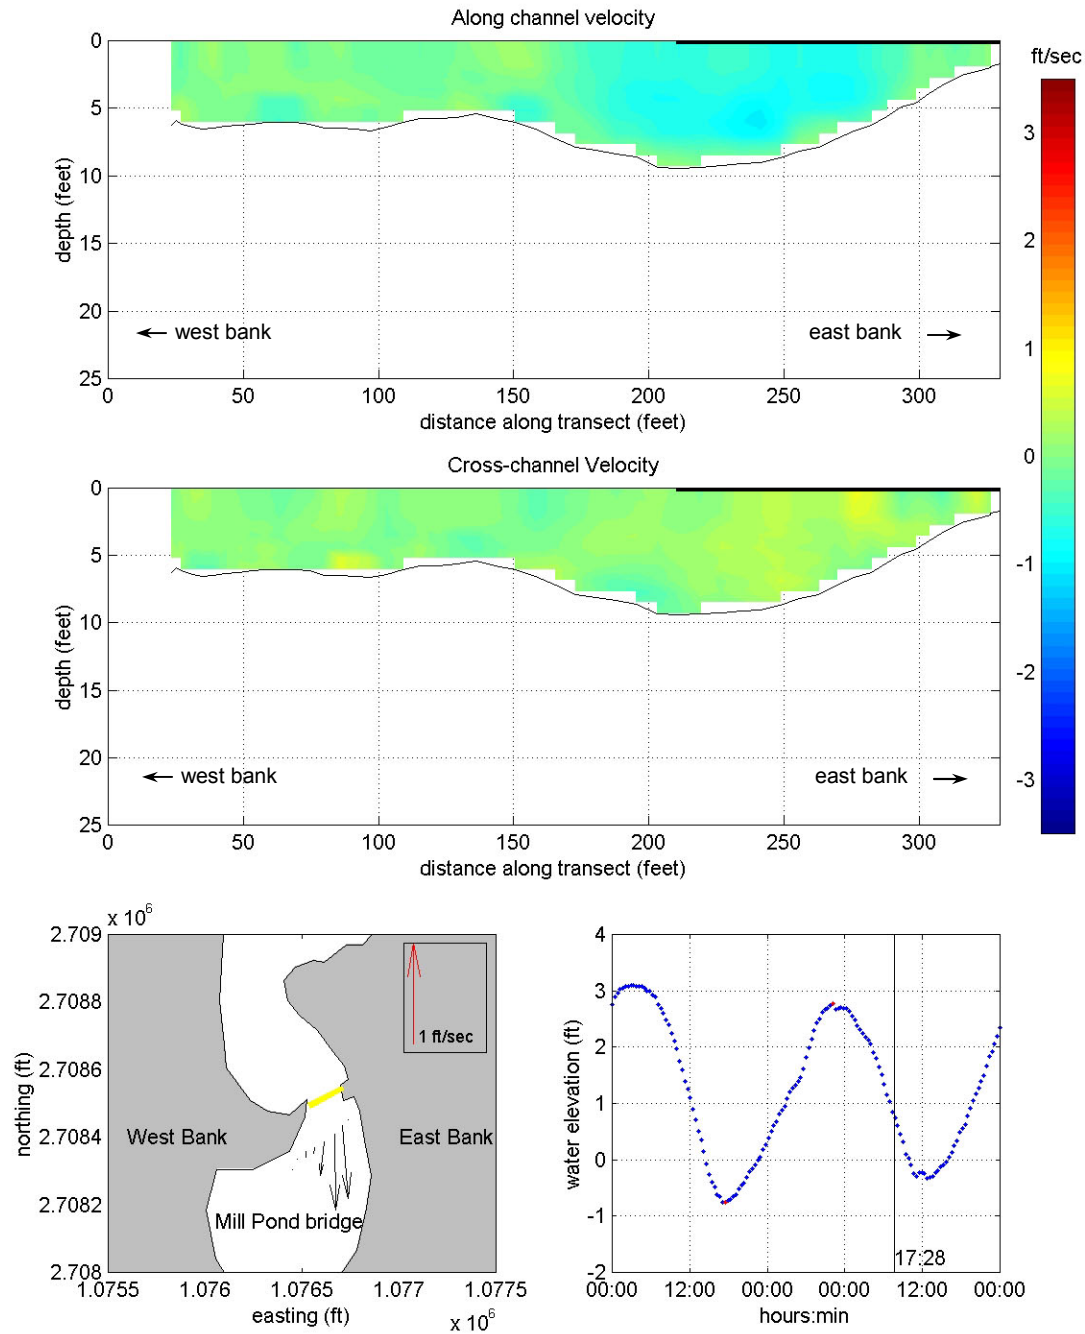 Along channel velocity
ft/sec
0
5
10
15
20
25
depth (feet)
west bank
east bank
0
50
100
150
200
250
300
distance along transect (feet)
3
2
1
0
-1
-2
-3
Cross-channel Velocity
0
5
10
15
20
25
depth (feet)
west bank
east bank
0
50
100
150
200
250
300
distance along transect (feet)
x 10^6
2.709
2.7088
2.7086
2.7084
2.7082
2.708
northing (ft)
1 ft/sec
West Bank
East Bank
Mill Pond bridge
1.0755
1.076
1.0765
1.077
1.0775
easting (ft)
x 10^6
4
3
2
1
0
-1
-2
water elevation (ft)
17:28
00:00
12:00
00:00
00:00
12:00
00:00
hours:min